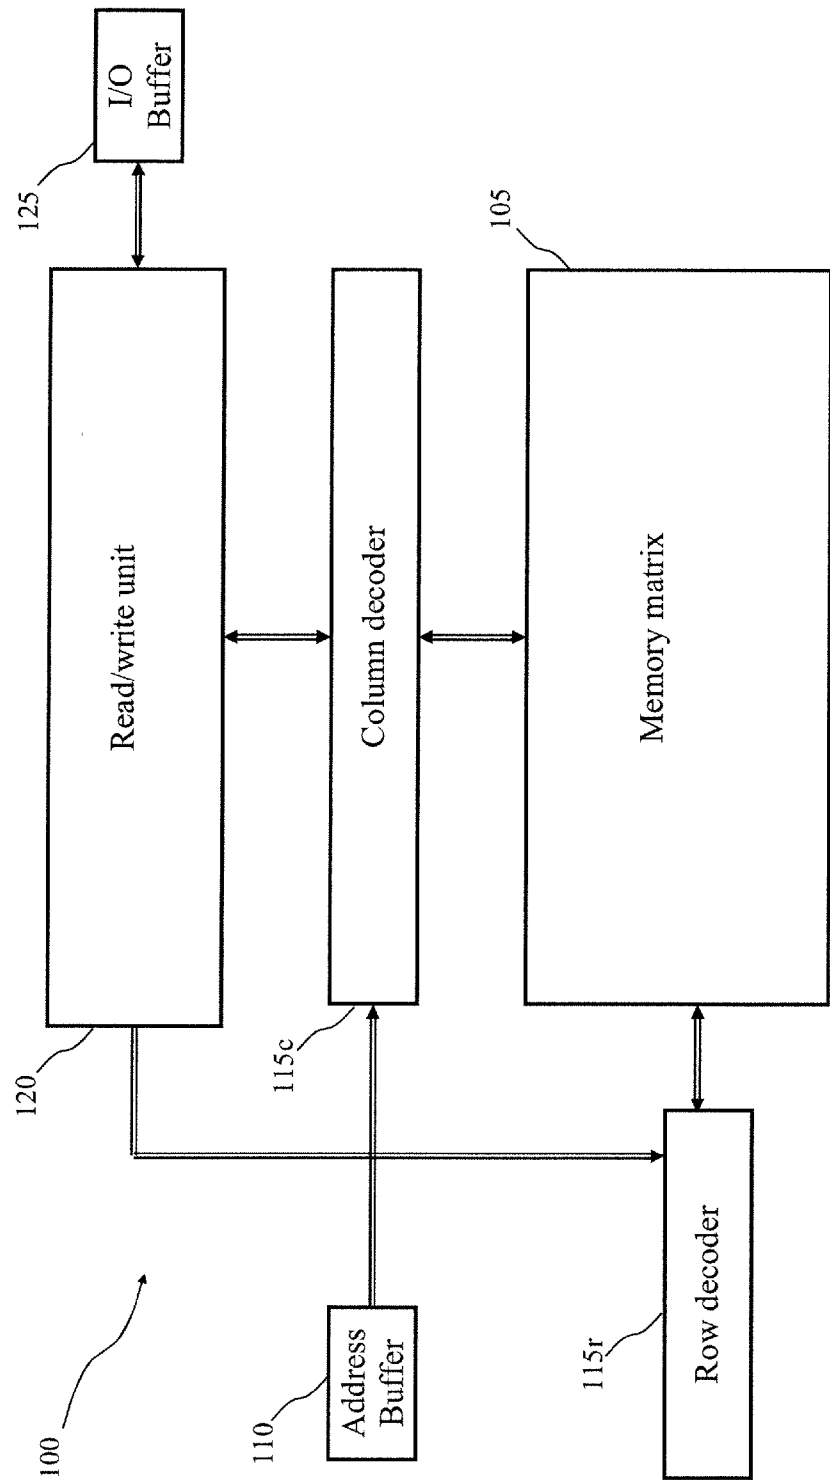 100
120
Read/write unit
125
I/O
Buffer
110
Address
Buffer
115c
Column decoder
115r
Row decoder
105
Memory matrix